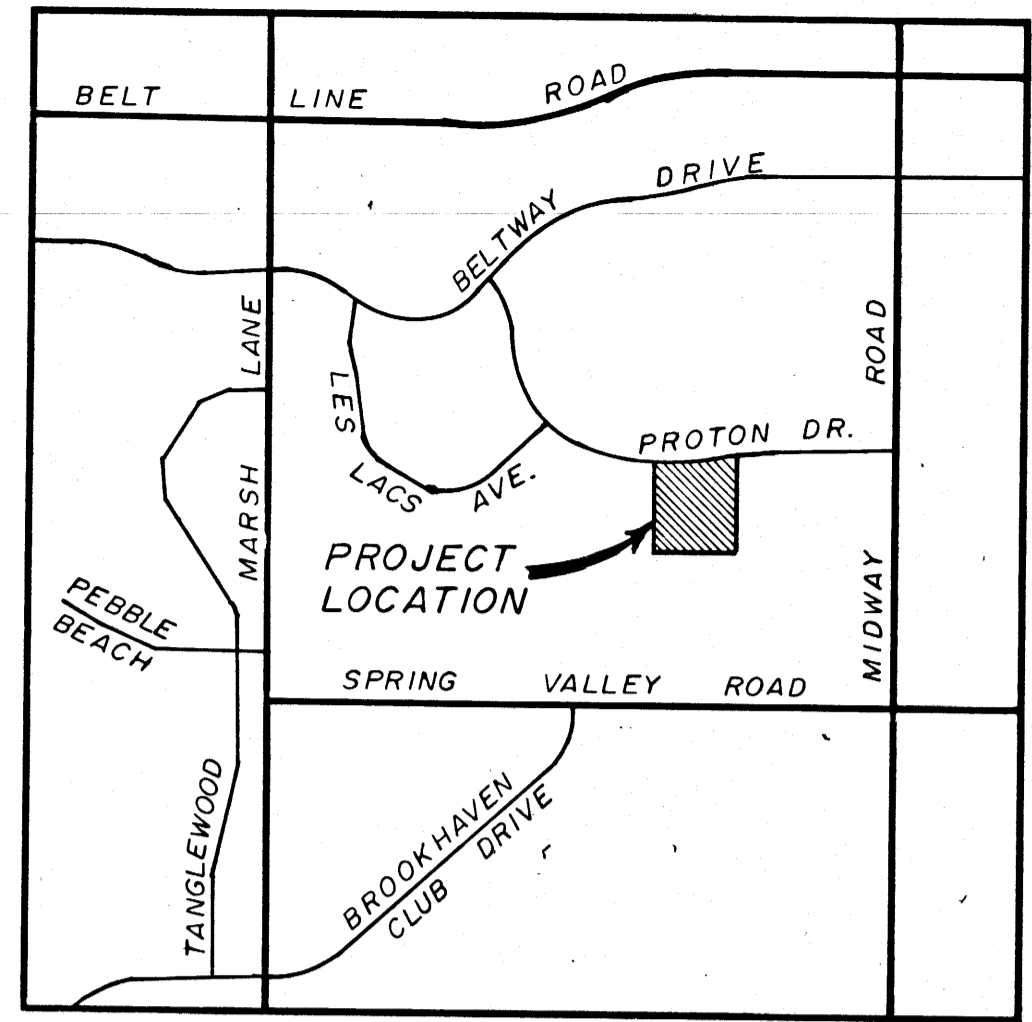 BELT LINE ROAD
BELTWAY DRIVE
MARSH LANE
LES LACS AVE.
PROTON DR.
MIDWAY ROAD
PROJECT
LOCATION
PEBBLE
BEACH
SPRING VALLEY ROAD
TANGLEWOOD
BROOKHAVEN
CLUB DRIVE